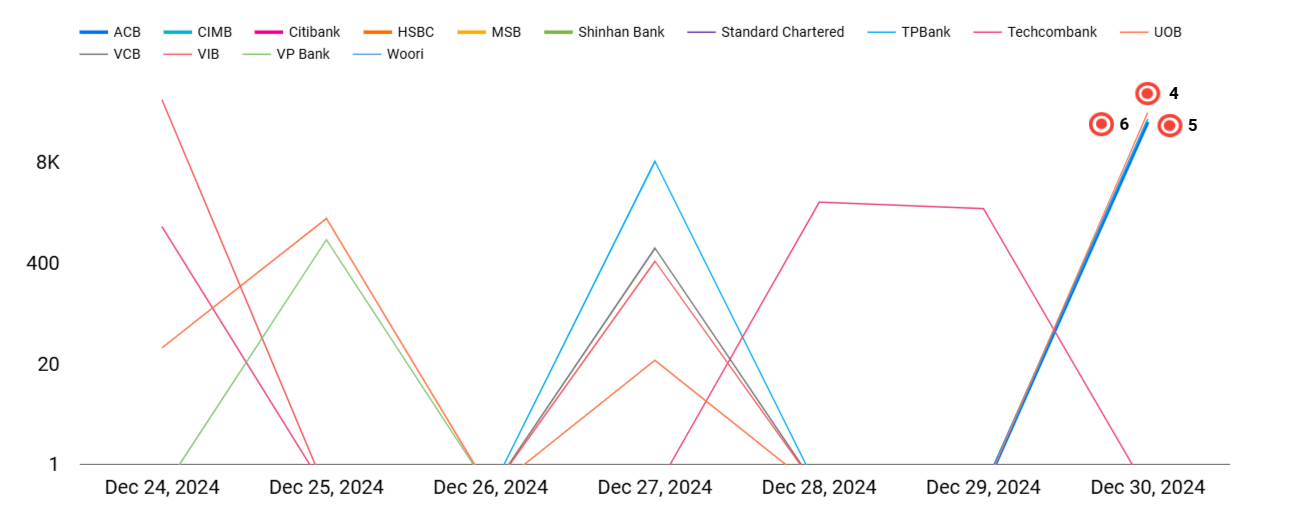 ACB CIMB Citibank HSBC MSB Shinhan Bank Standard Chartered TPBank Techcombank UOB
VCB VIB VP Bank Woori
4
6 5
8K
400
20
1
Dec 24, 2024 Dec 25, 2024 Dec 26, 2024 Dec 27, 2024 Dec 28, 2024 Dec 29, 2024 Dec 30, 2024